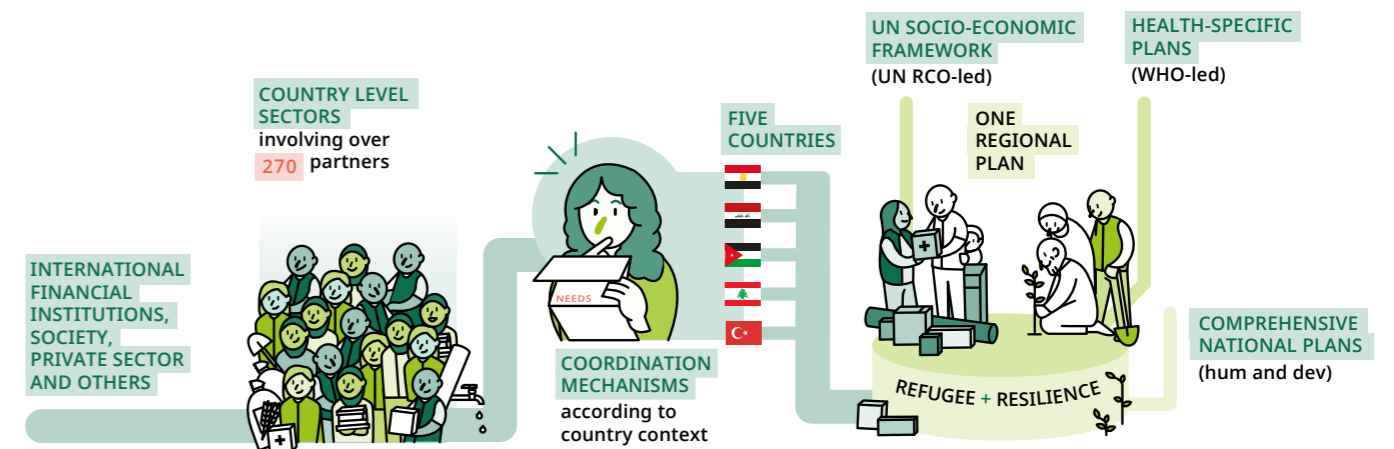 INTERNATIONAL
FINANCIAL
INSTITUTIONS,
SOCIETY,
PRIVATE SECTOR
AND OTHERS
COUNTRY LEVEL
SECTORS
involving over
270 partners
NEEDS
COORDINATION
MECHANISMS
according to
country context
FIVE
COUNTRIES
UN SOCIO-ECONOMIC
FRAMEWORK
(UN RCO-led)
ONE
REGIONAL
PLAN
HEALTH-SPECIFIC
PLANS
(WHO-led)
REFUGEE + RESILIENCE
COMPREHENSIVE
NATIONAL PLANS
(hum and dev)